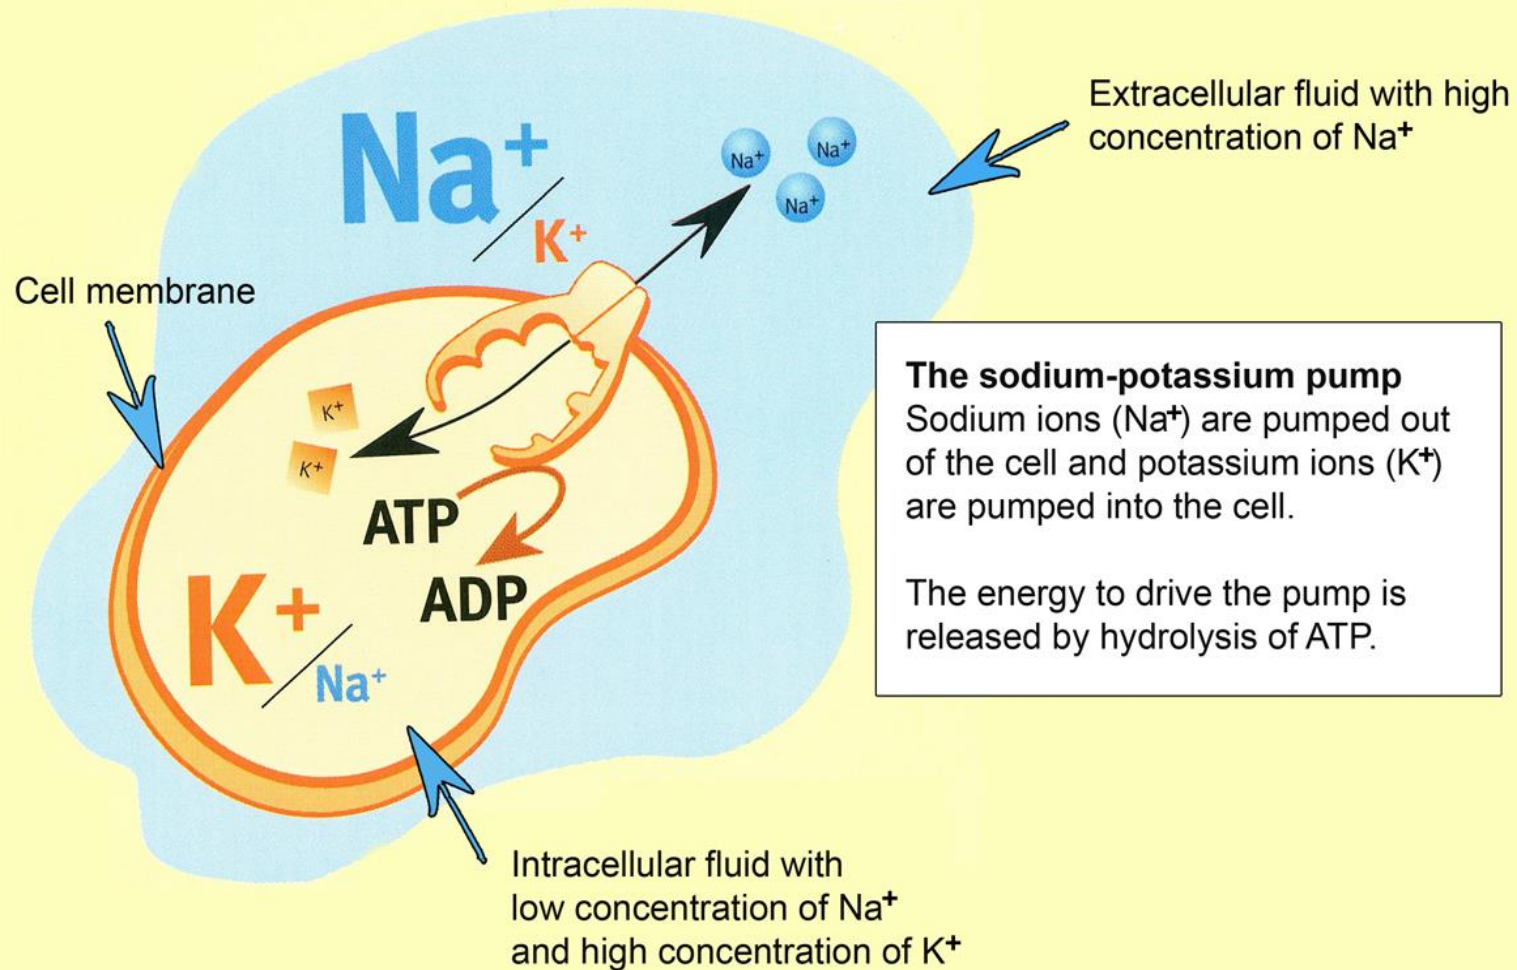 Extracellular fluid with high
concentration of Na⁺
Na⁺
K⁺
Na⁺
Na⁺
Na⁺
Cell membrane
K⁺
K⁺
ATP
ADP
K⁺
Na⁺
The sodium-potassium pump
Sodium ions (Na⁺) are pumped out
of the cell and potassium ions (K⁺)
are pumped into the cell.
The energy to drive the pump is
released by hydrolysis of ATP.
Intracellular fluid with
low concentration of Na⁺
and high concentration of K⁺